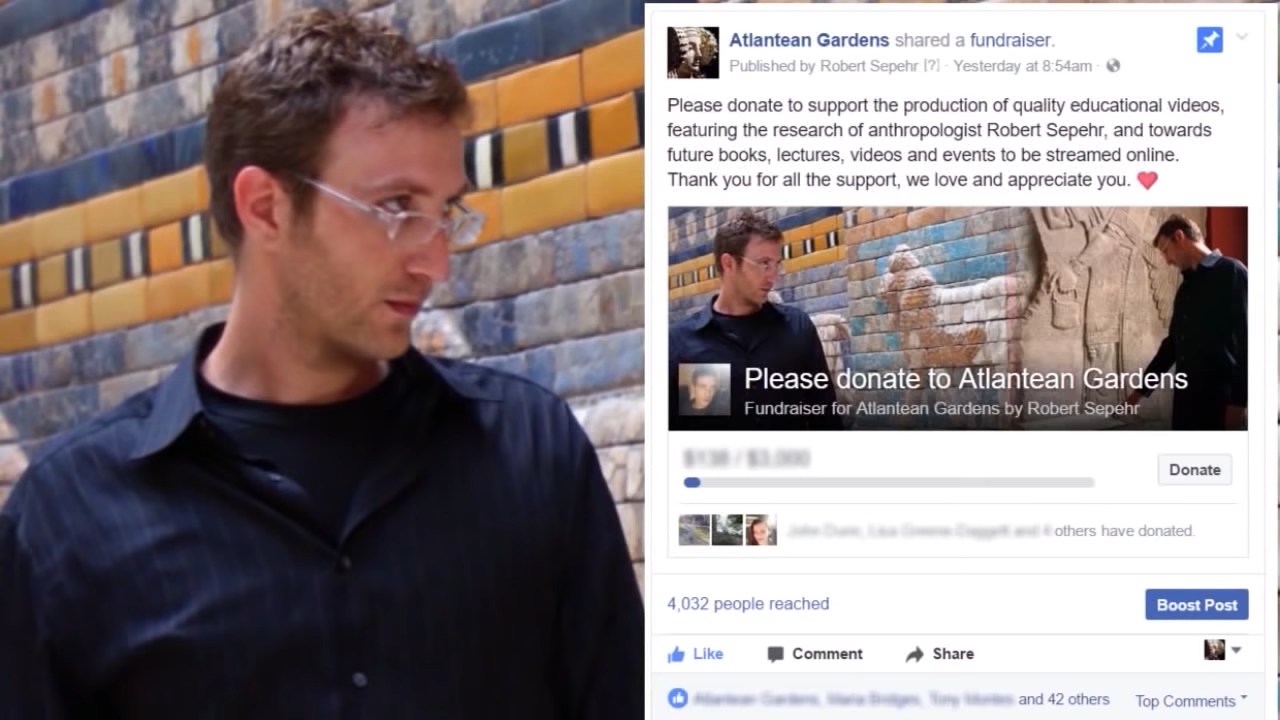 Atlantean Gardens shared a fundraiser.
Published by Robert Sepehr [?] · Yesterday at 8:54am ·
Please donate to support the production of quality educational videos,
featuring the research of anthropologist Robert Sepehr, and towards
future books, lectures, videos and events to be streamed online.
Thank you for all the support, we love and appreciate you. ❤️
Please donate to Atlantean Gardens
Fundraiser for Atlantean Gardens by Robert Sepehr
Donate
others have donated.
4,032 people reached
Boost Post
Like Comment Share
and 42 others Top Comments